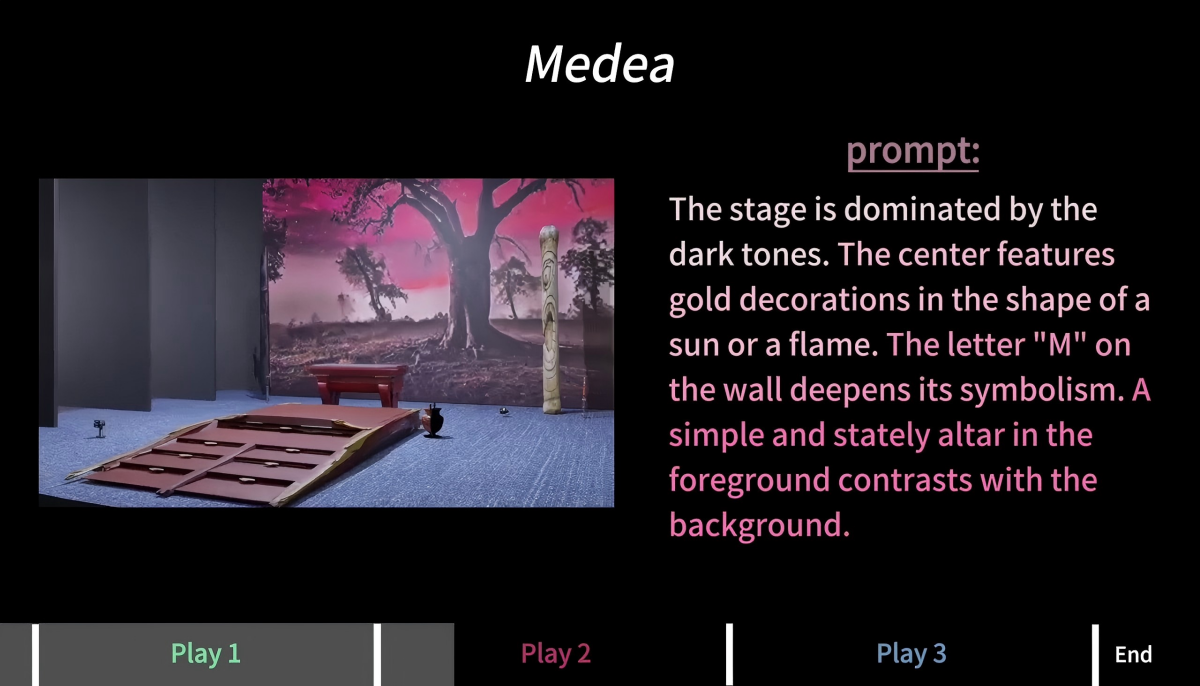 Medea
prompt:
The stage is dominated by the
dark tones. The center features
gold decorations in the shape of a
sun or a flame. The letter "M" on
the wall deepens its symbolism. A
simple and stately altar in the
foreground contrasts with the
background.
Play 1
Play 2
Play 3
End